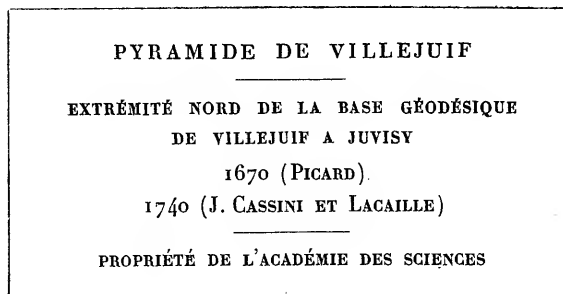 PYRAMIDE DE VILLEJUIF
EXTRÉMITÉ NORD DE LA BASE GÉODÉSIQUE
DE VILLEJUIF A JUVISY
1670 (PICARD).
1740 (J. CASSINI ET LACAILLE)
PROPRIÉTÉ DE L'ACADÉMIE DES SCIENCES